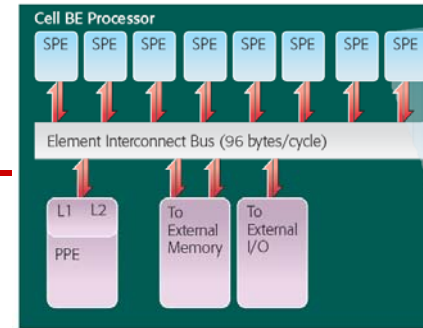 Cell BE Processor
SPE SPE SPE SPE SPE SPE SPE SPE
Element Interconnect Bus (96 bytes/cycle)
L1 L2
PPE
To
External
Memory
To
External
I/O